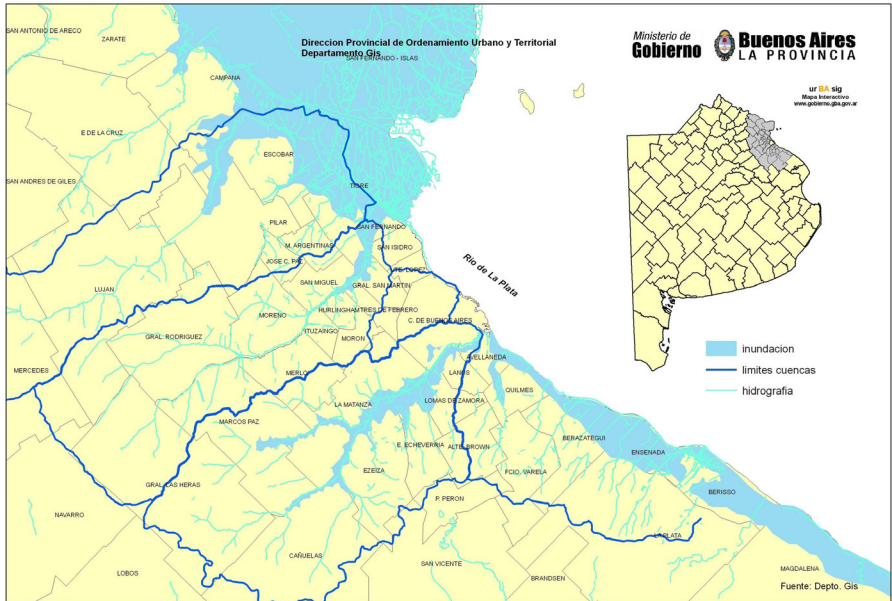 SAN ANTONIO DE ARECO
ZARATE
Direccion Provincial de Ordenamiento Urbano y Territorial
Departamento Gis
SAN FERNANDO - ISLAS
Ministerio de
Gobierno
Buenos Aires
LA PROVINCIA
ur BA sig
Mapa Interactivo
www.gobierno.gba.gov.ar
CAMPANA
E DE LA CRUZ
ESCOBAR
SAN ANDRES DE GILES
TIGRE
PILAR
SAN FERNANDO
M. ARGENTINAS
SAN ISIDRO
JOSE C. PAZ
VTE. LOPEZ
Rio de La Plata
LUJAN
SAN MIGUEL
GRAL. SAN MARTIN
MORENO
HURLINGHAM
TRES DE FEBRERO
C. DE BUENOS AIRES
GRAL. RODRIGUEZ
ITUZAINGO
MORON
MERCEDES
MERLO
AVELLANEDA
LANUS
QUILMES
LA MATANZA
LOMAS DE ZAMORA
MARCOS PAZ
BERAZATEGUI
E. ECHEVERRIA
ALTE. BROWN
ENSENADA
EZEIZA
FCIO. VARELA
GRAL. LAS HERAS
BERISSO
P. PERON
NAVARRO
LA PLATA
CAÑUELAS
SAN VICENTE
MAGDALENA
LOBOS
BRANDSEN
inundacion
limites cuencas
hidrografia
Fuente: Depto. Gis